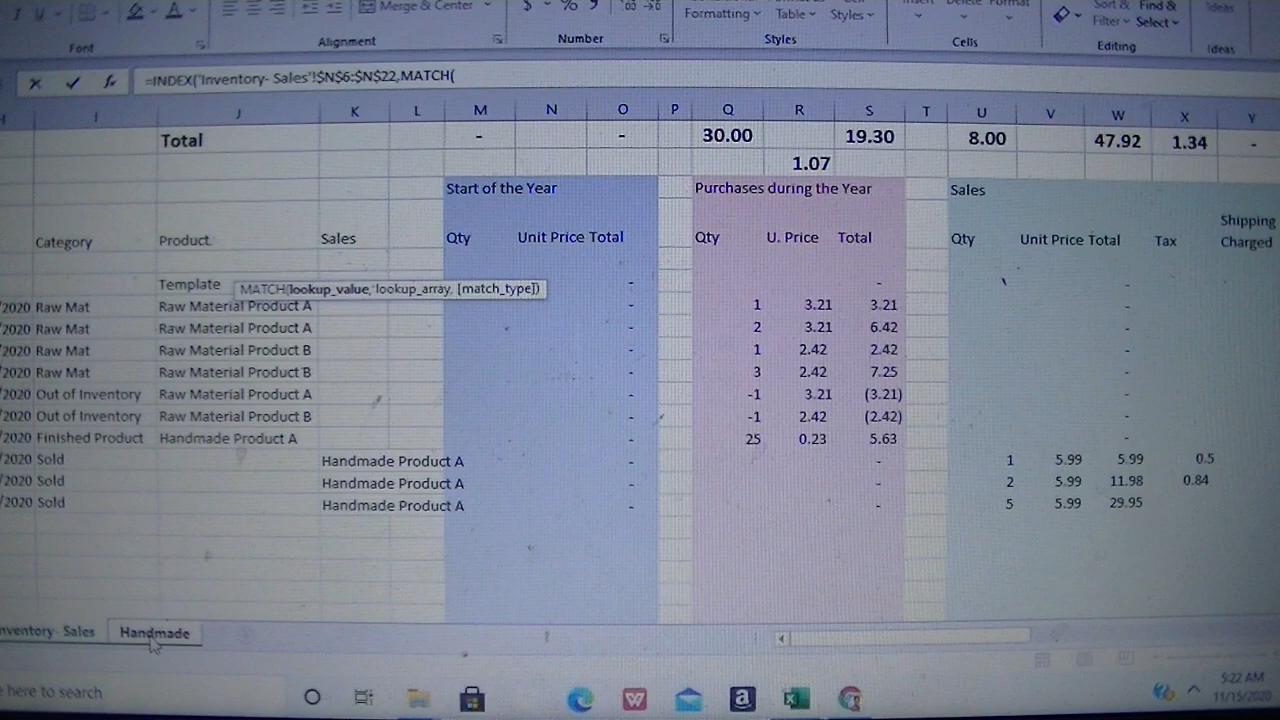 Merge & Center
$ % 9
Formatting Table Styles
Sort & Find &
Filter Select
Font Alignment Number Styles Cells Editing Ideas
=INDEX('Inventory- Sales'!$N$6:$N$22,MATCH(
I J K L M N O P Q R S T U V W X Y
Total - - 30.00 19.30 8.00 47.92 1.34 -
1.07
Start of the Year Purchases during the Year Sales
Shipping
Category Product Sales Qty Unit Price Total Qty U. Price Total Qty Unit Price Total Tax Charged
Template - - -
MATCH(lookup_value, lookup_array, [match_type])
/2020 Raw Mat Raw Material Product A - 1 3.21 3.21 -
/2020 Raw Mat Raw Material Product A - 2 3.21 6.42 -
/2020 Raw Mat Raw Material Product B - 1 2.42 2.42 -
/2020 Raw Mat Raw Material Product B - 3 2.42 7.25 -
/2020 Out of Inventory Raw Material Product A - -1 3.21 (3.21) -
/2020 Out of Inventory Raw Material Product B - -1 2.42 (2.42) -
/2020 Finished Product Handmade Product A - 25 0.23 5.63 -
/2020 Sold Handmade Product A - - 1 5.99 5.99 0.5
/2020 Sold Handmade Product A - - 2 5.99 11.98 0.84
/2020 Sold Handmade Product A - - 5 5.99 29.95
nventory- Sales Handmade
here to search
5:22 AM
11/15/2020